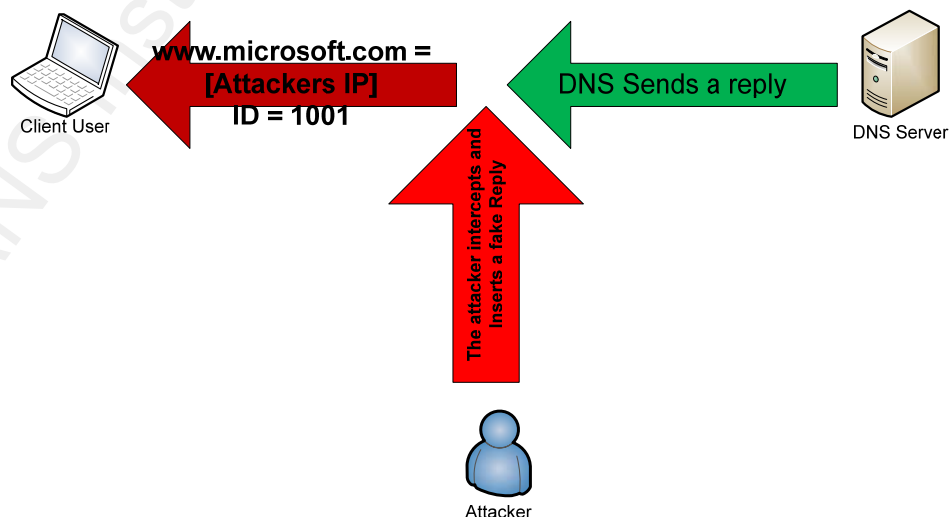 www.microsoft.com =
[Attackers IP]
ID = 1001
DNS Sends a reply
Client User
DNS Server
The attacker intercepts and
Inserts a fake Reply
Attacker